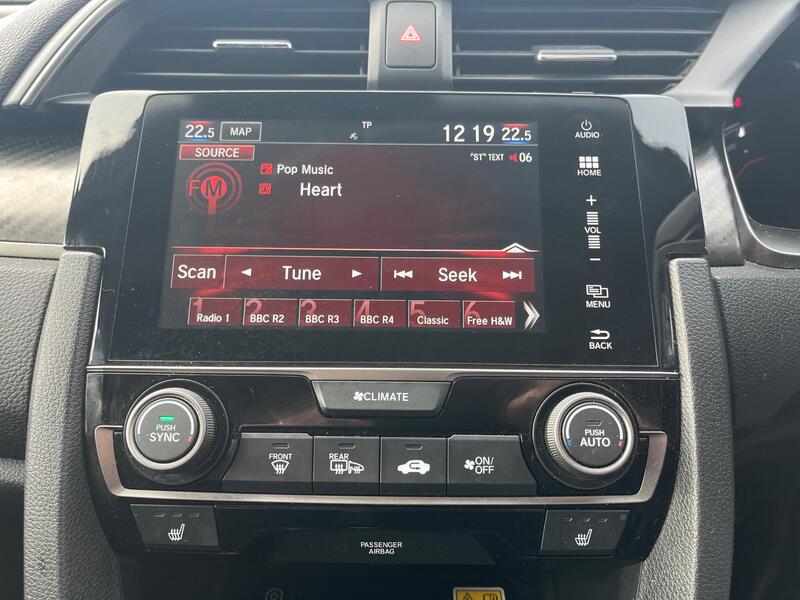 TP
22.5 MAP 12 19 22.5
AUDIO
SOURCE
"ST" TEXT 06
FM
Pop Music
Heart
HOME
+
VOL
−
Scan Tune Seek
1 2 3 4 5 6
Radio 1 BBC R2 BBC R3 BBC R4 Classic Free H&W
MENU
BACK
CLIMATE
PUSH
SYNC
FRONT
REAR
ON/
OFF
PUSH
AUTO
PASSENGER
AIRBAG